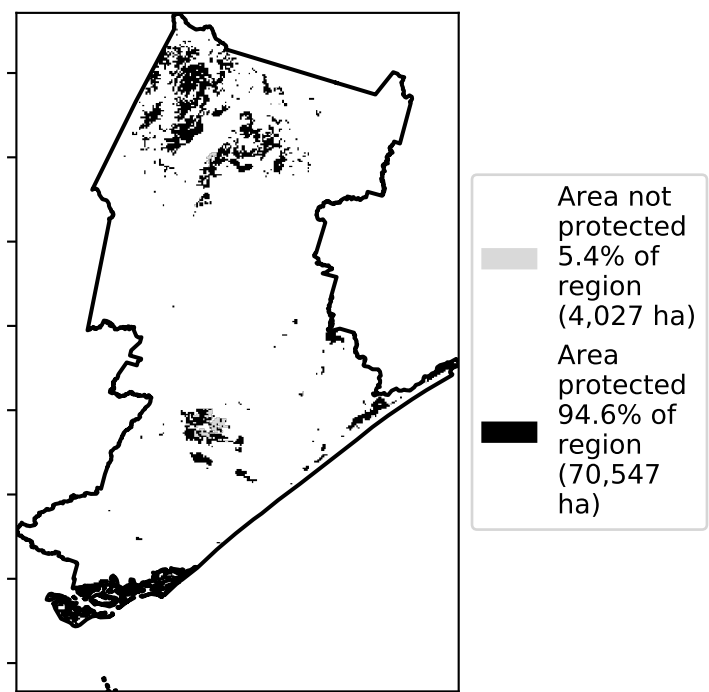 Area not
protected
5.4% of
region
(4,027 ha)
Area
protected
94.6% of
region
(70,547
ha)